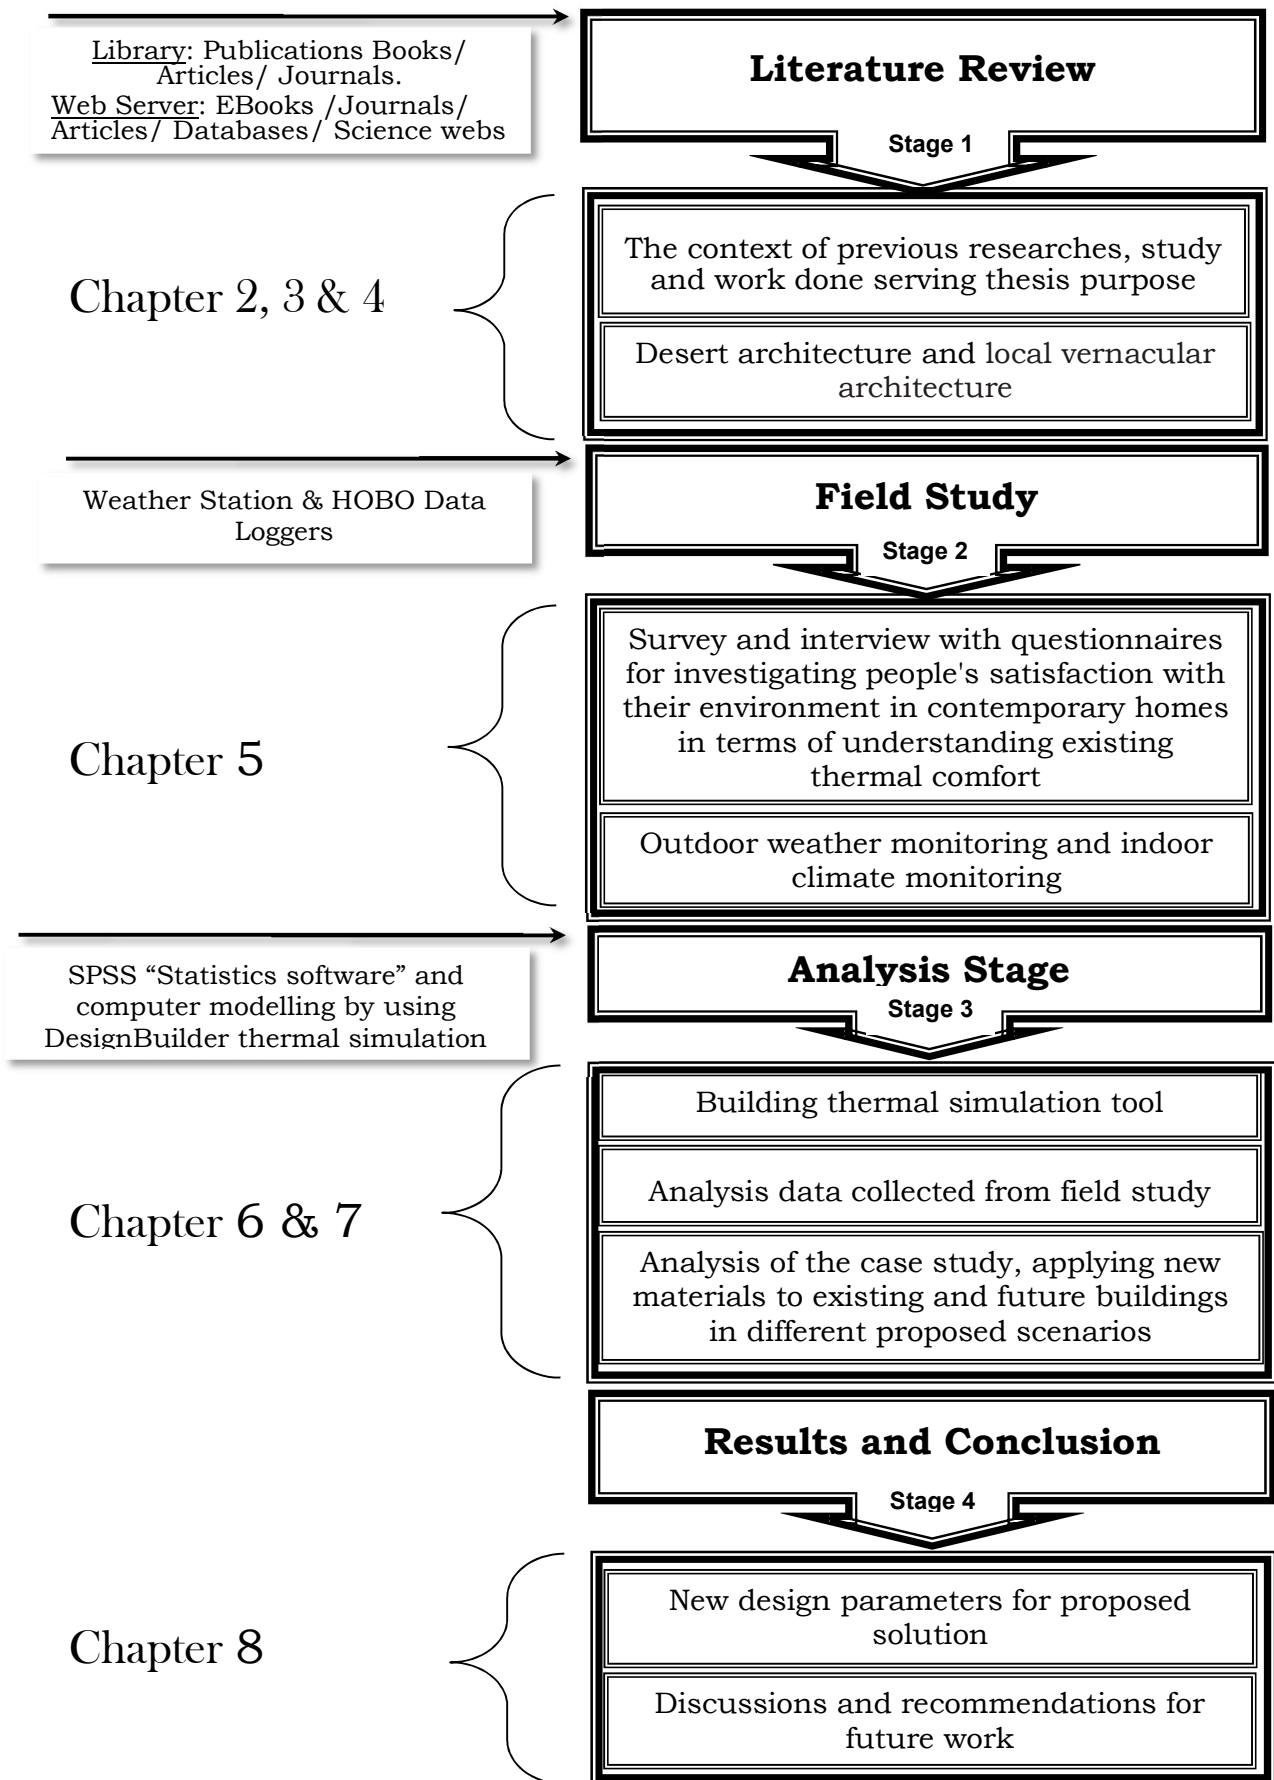 Library: Publications Books/
Articles/ Journals.
Web Server: EBooks /Journals/
Articles/ Databases/ Science webs
Literature Review
Stage 1
Chapter 2, 3 & 4
The context of previous researches, study
and work done serving thesis purpose
Desert architecture and local vernacular
architecture
Weather Station & HOBO Data
Loggers
Field Study
Stage 2
Chapter 5
Survey and interview with questionnaires
for investigating people's satisfaction with
their environment in contemporary homes
in terms of understanding existing
thermal comfort
Outdoor weather monitoring and indoor
climate monitoring
SPSS “Statistics software” and
computer modelling by using
DesignBuilder thermal simulation
Analysis Stage
Stage 3
Chapter 6 & 7
Building thermal simulation tool
Analysis data collected from field study
Analysis of the case study, applying new
materials to existing and future buildings
in different proposed scenarios
Results and Conclusion
Stage 4
Chapter 8
New design parameters for proposed
solution
Discussions and recommendations for
future work